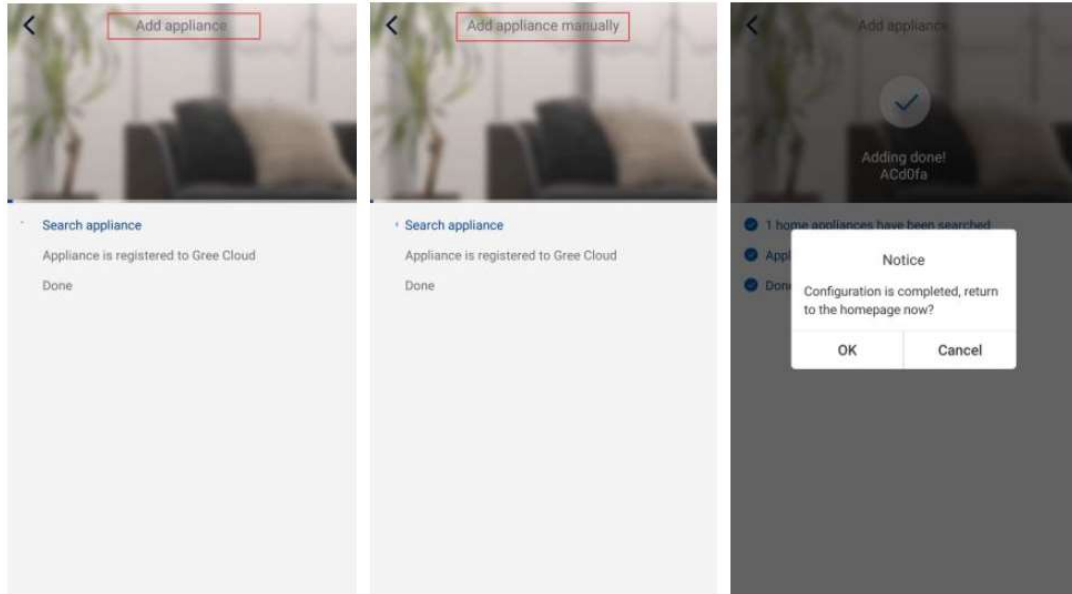 Add appliance
Search appliance
Appliance is registered to Gree Cloud
Done
Add appliance manually
Search appliance
Appliance is registered to Gree Cloud
Done
Add appliance
Adding done!
ACd0fa
1 home appliances have been searched
Appl
Done
Notice
Configuration is completed, return
to the homepage now?
OK
Cancel